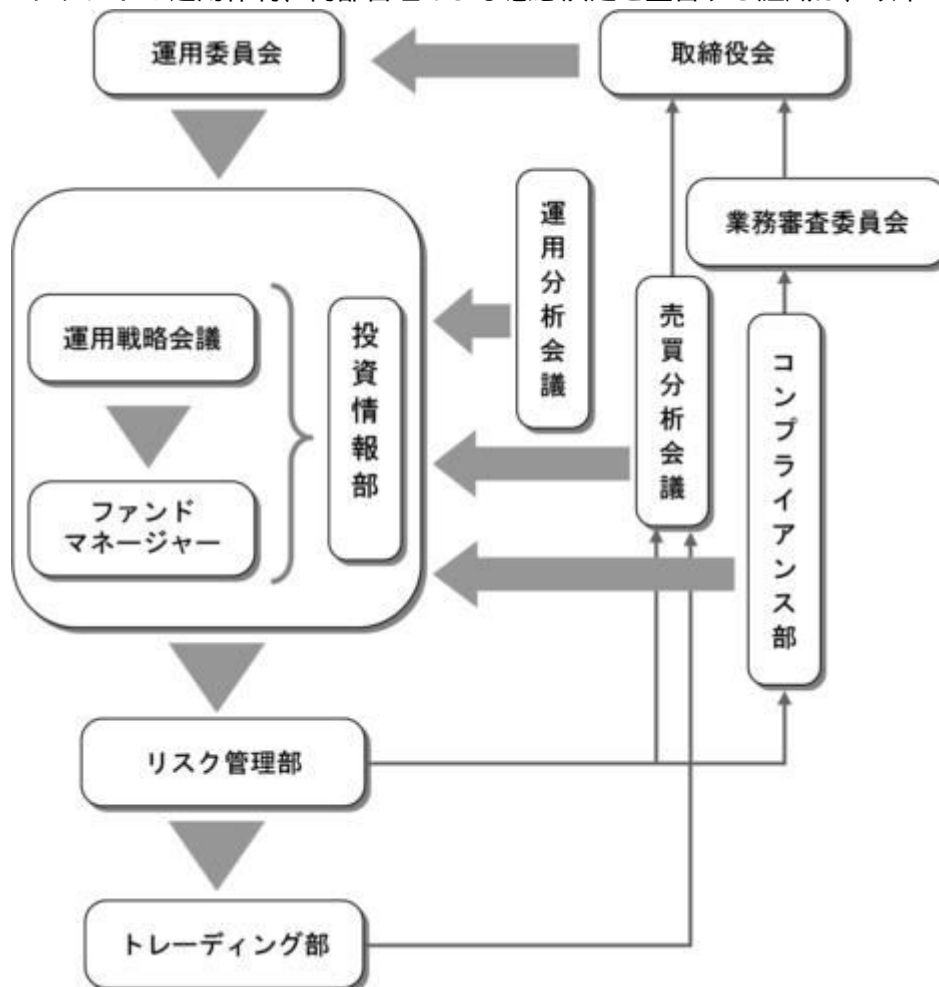 運用委員会
取締役会
運用分析会議
業務審査委員会
運用戦略会議
投資情報部
売買分析会議
コンプライアンス部
ファンド
マネージャー
リスク管理部
トレーディング部